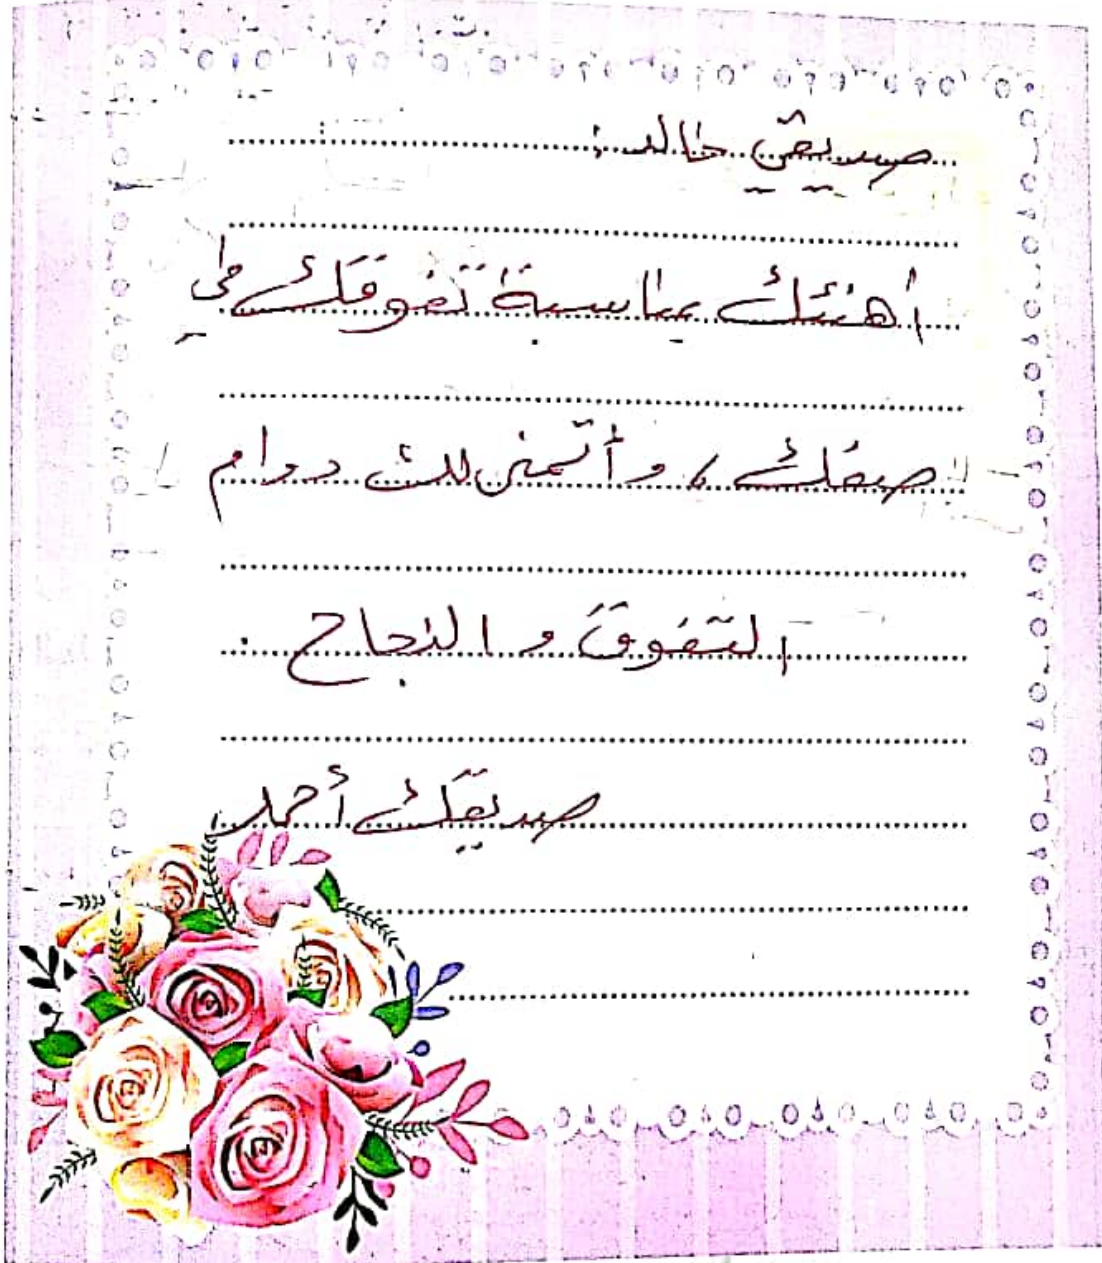 صديقي خالد:
أهنئك بمناسبة تفوقك في
صفك، وأتمنى لك دوام
التفوق والنجاح.
صديقك أحمد